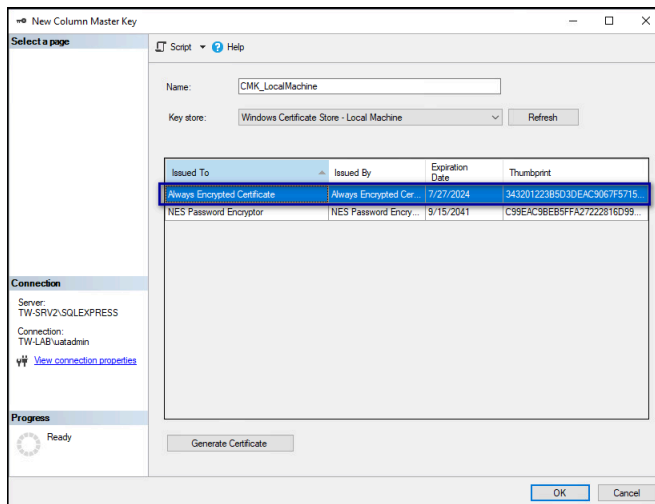 New Column Master Key
Select a page
Script Help
Name: CMK_LocalMachine
Key store: Windows Certificate Store - Local Machine Refresh
Issued To Issued By Expiration Date Thumbprint
Always Encrypted Certificate Always Encrypted Cer... 7/27/2024 343201223B5D3DEAC9067F5715...
NES Password Encryptor NES Password Encry... 9/15/2041 C99EAC9BEB5FFA27222816D99...
Connection
Server:
TW-SRV2\SQLEXPRESS
Connection:
TW-LAB\uatadmin
View connection properties
Progress
Ready
Generate Certificate
OK Cancel